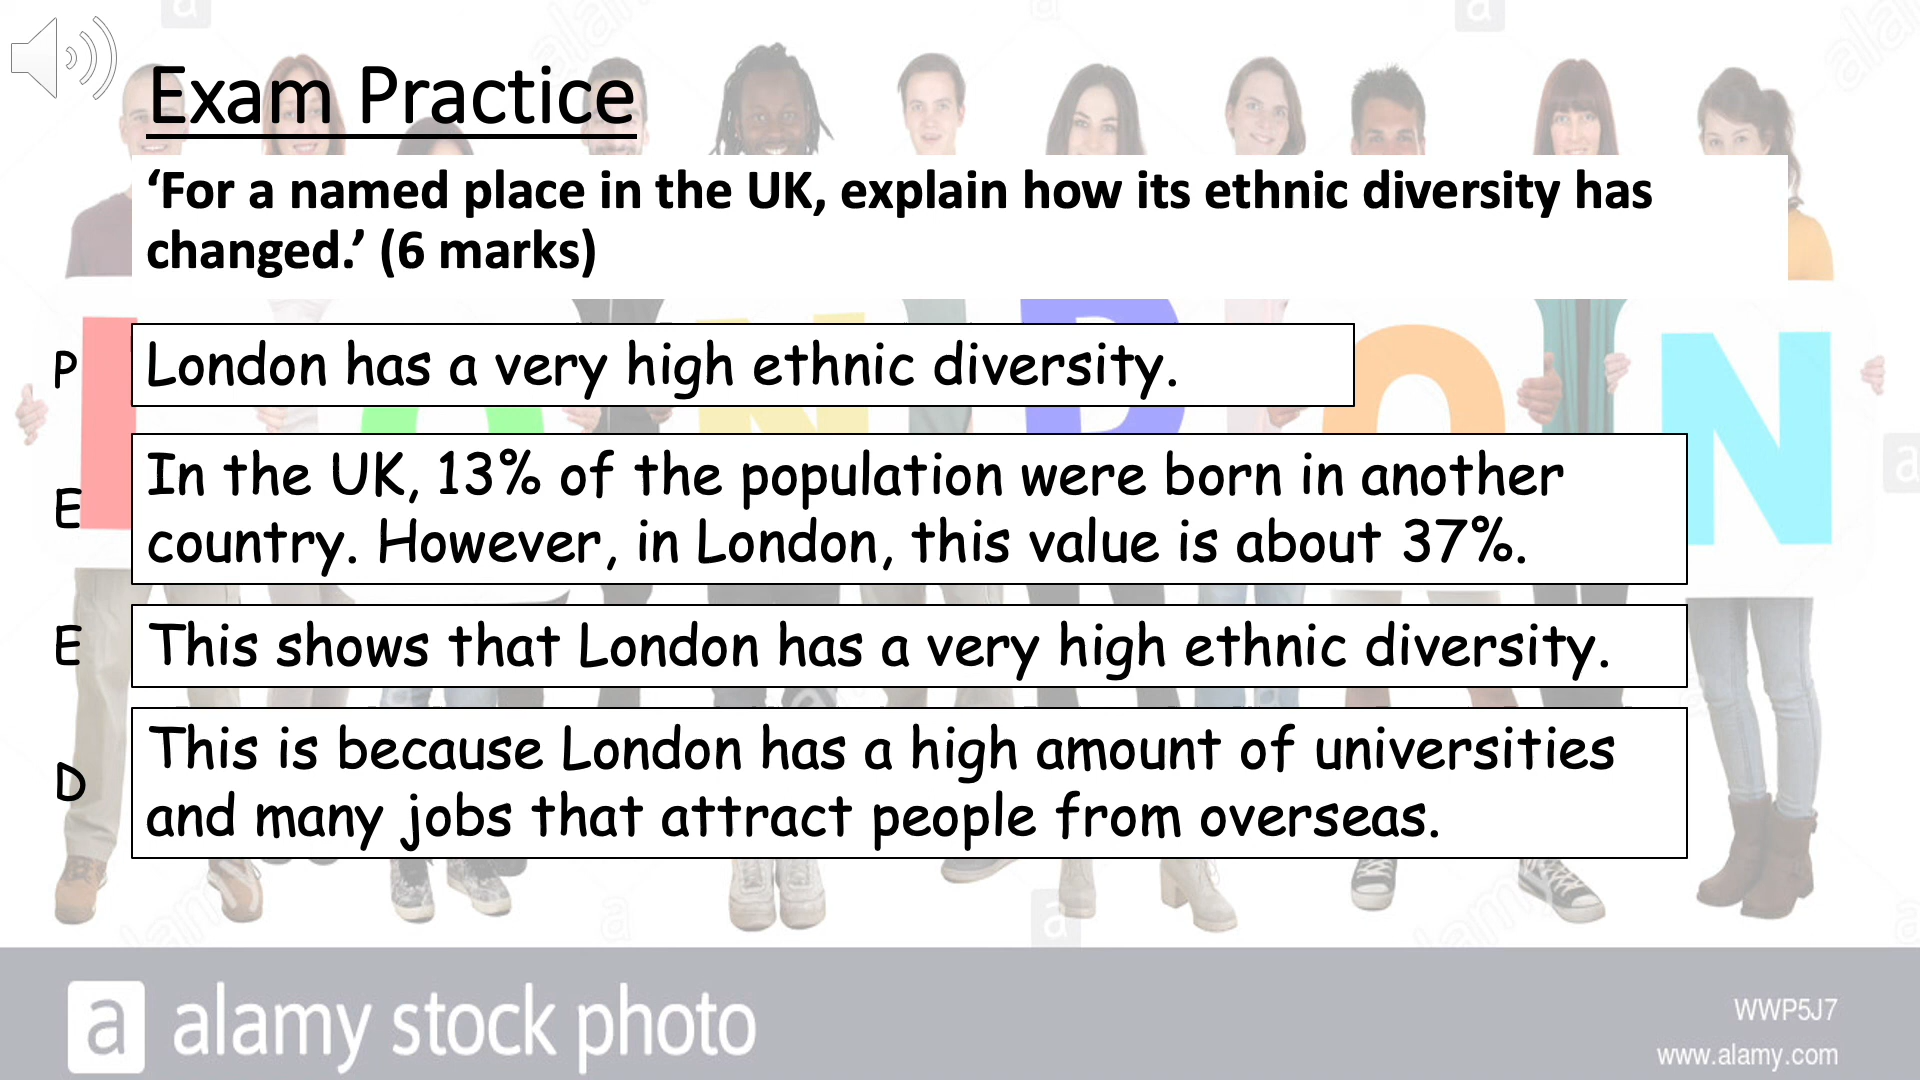 Exam Practice
‘For a named place in the UK, explain how its ethnic diversity has
changed.’ (6 marks)
P
London has a very high ethnic diversity.
E
In the UK, 13% of the population were born in another
country. However, in London, this value is about 37%.
E
This shows that London has a very high ethnic diversity.
D
This is because London has a high amount of universities
and many jobs that attract people from overseas.
a alamy stock photo
WWP5J7
www.alamy.com